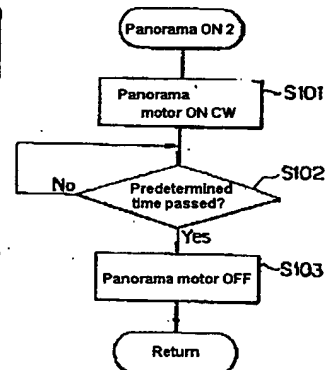 Panorama ON 2
Panorama
motor ON CW
S101
Predetermined
time passed?
S102
No
Yes
Panorama motor OFF
S103
Return